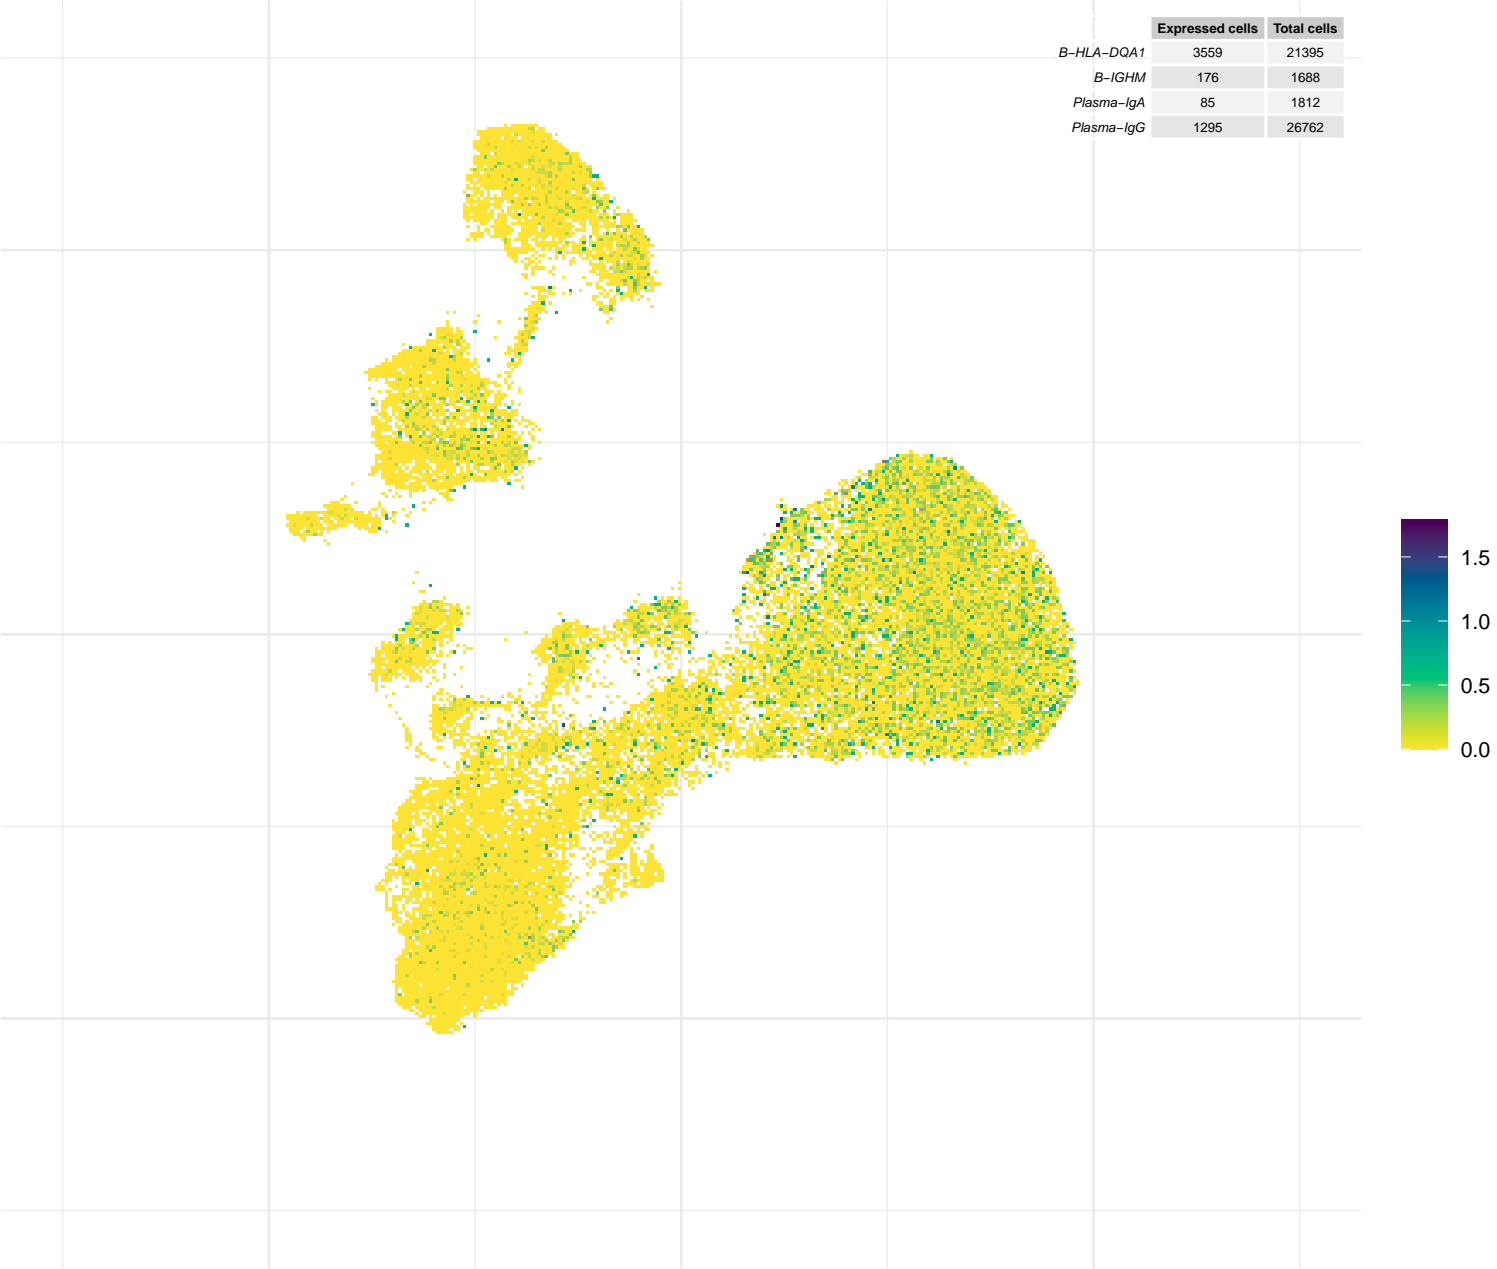 Expressed cells Total cells
B−HLA−DQA1 3559 21395
B−IGHM 176 1688
Plasma−IgA 85 1812
Plasma−IgG 1295 26762
1.5
1.0
0.5
0.0